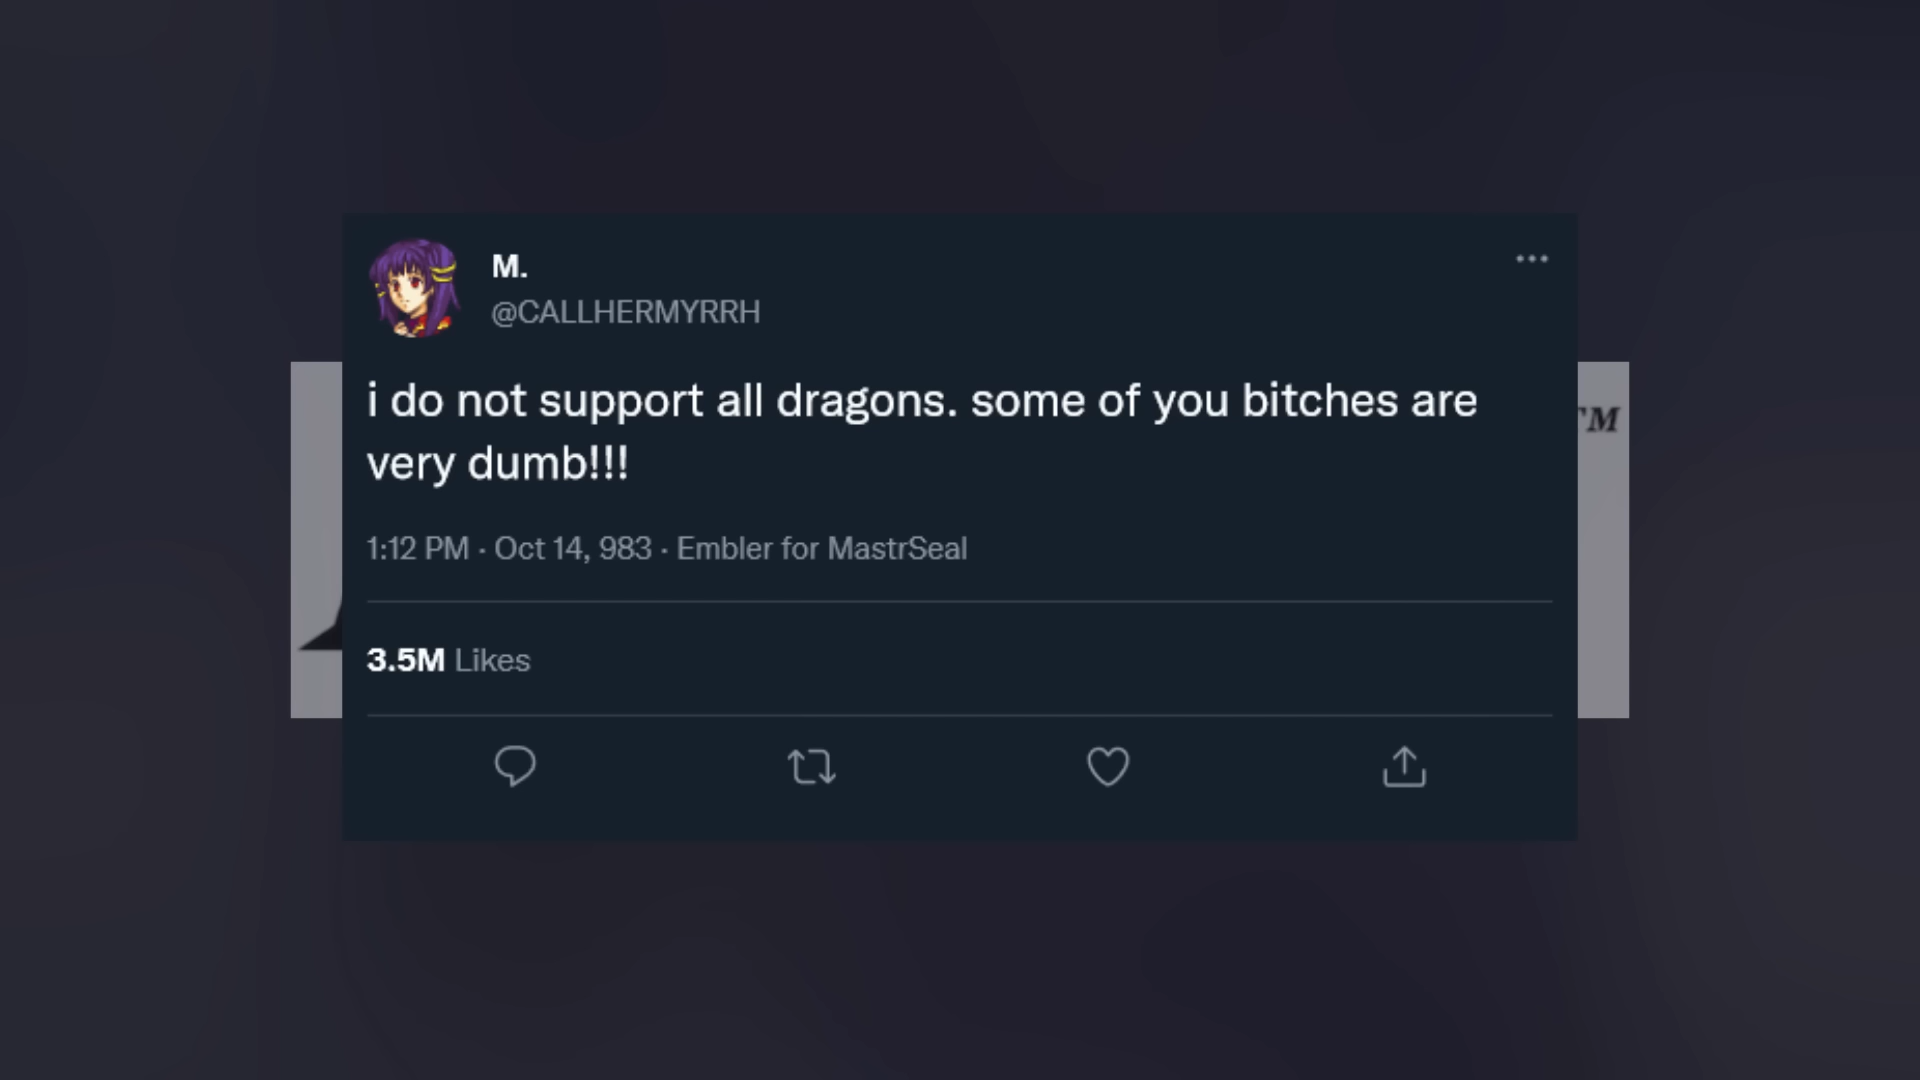 M.
@CALLHERMYRRH
i do not support all dragons. some of you bitches are
very dumb!!!
TM
1:12 PM · Oct 14, 983 · Embler for MastrSeal
3.5M Likes